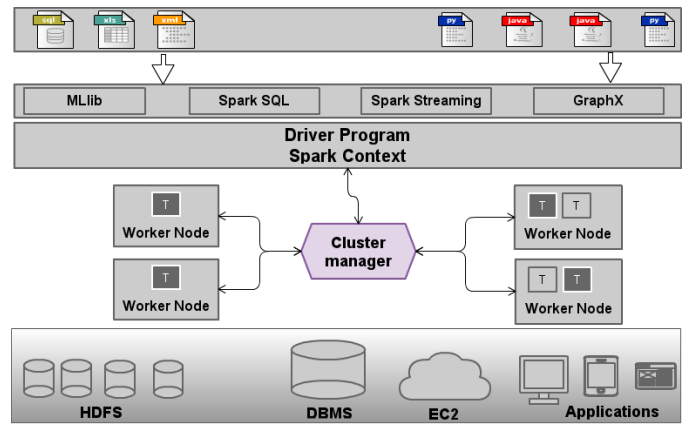 sql xls xml py java java py
MLlib Spark SQL Spark Streaming GraphX
Driver Program
Spark Context
T
Worker Node
T T
Worker Node
Cluster
manager
T
Worker Node
T T
Worker Node
HDFS DBMS EC2 Applications